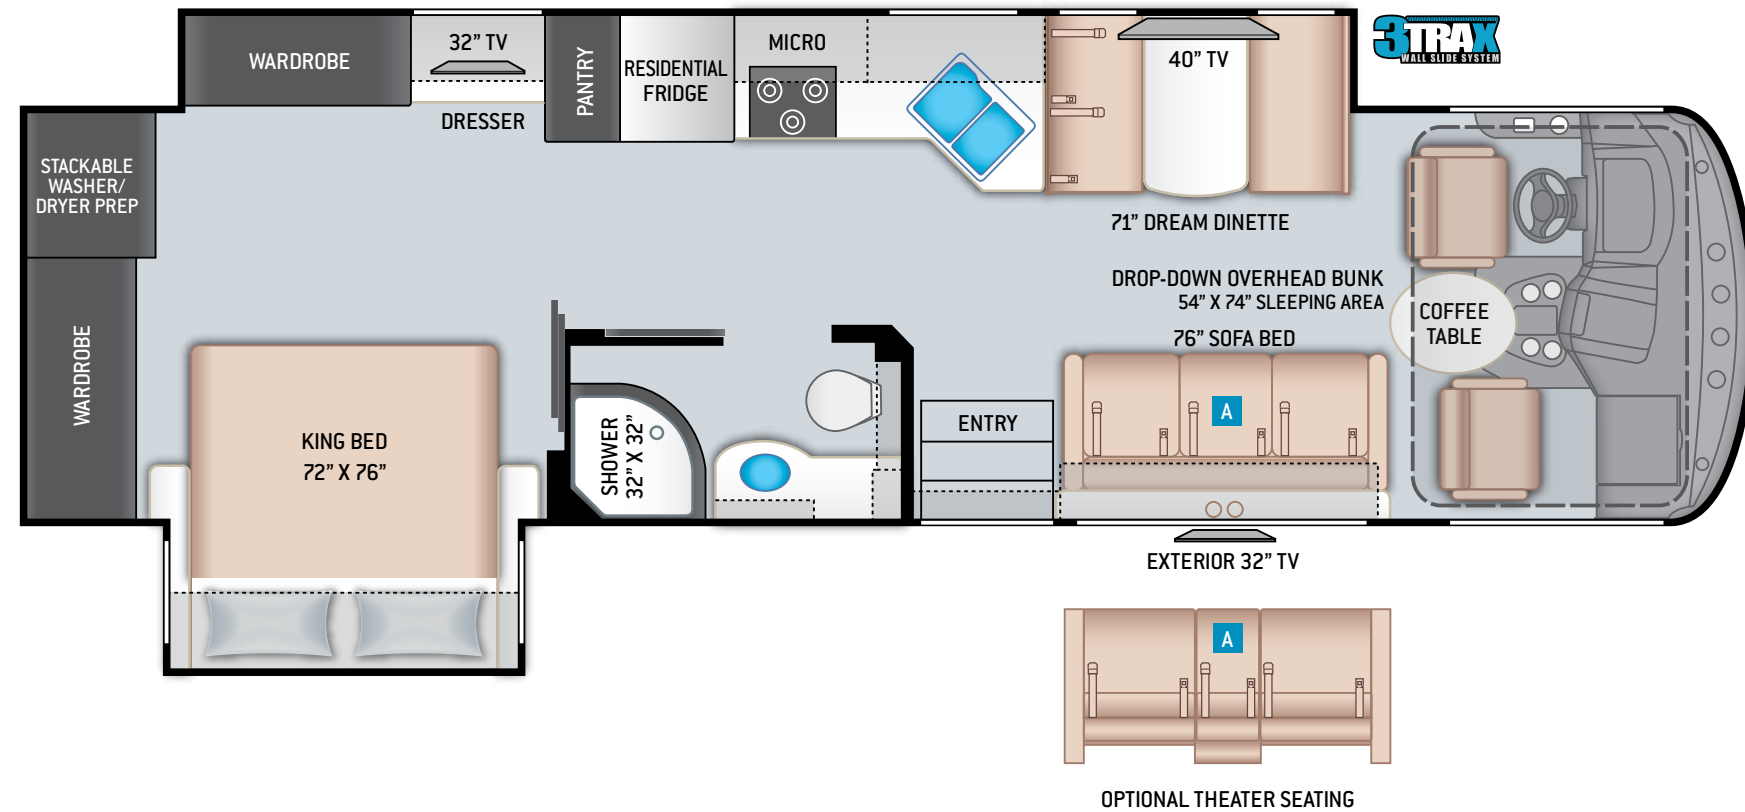 3TRAX
WALL SLIDE SYSTEM
WARDROBE
32” TV
DRESSER
PANTRY
RESIDENTIAL
FRIDGE
MICRO
40” TV
71” DREAM DINETTE
STACKABLE
WASHER/
DRYER PREP
WARDROBE
DROP-DOWN OVERHEAD BUNK
54” X 74” SLEEPING AREA
76” SOFA BED
COFFEE
TABLE
KING BED
72” X 76”
SHOWER
32” X 32”
ENTRY
A
EXTERIOR 32” TV
A
OPTIONAL THEATER SEATING